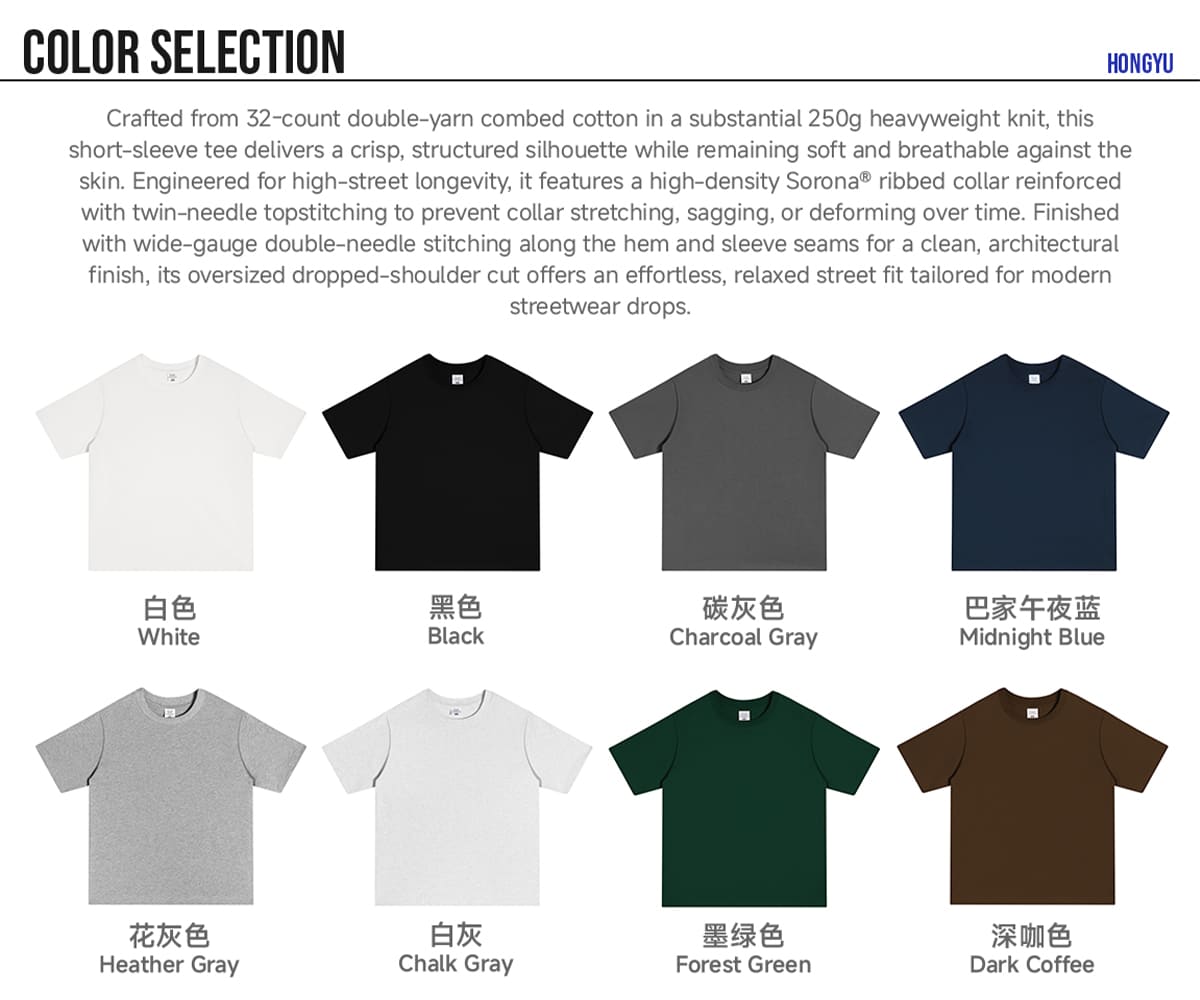 COLOR SELECTION
HONGYU
Crafted from 32-count double-yarn combed cotton in a substantial 250g heavyweight knit, this
short-sleeve tee delivers a crisp, structured silhouette while remaining soft and breathable against the
skin. Engineered for high-street longevity, it features a high-density Sorona® ribbed collar reinforced
with twin-needle topstitching to prevent collar stretching, sagging, or deforming over time. Finished
with wide-gauge double-needle stitching along the hem and sleeve seams for a clean, architectural
finish, its oversized dropped-shoulder cut offers an effortless, relaxed street fit tailored for modern
streetwear drops.
白色
White
黑色
Black
碳灰色
Charcoal Gray
巴家午夜蓝
Midnight Blue
花灰色
Heather Gray
白灰
Chalk Gray
墨绿色
Forest Green
深咖色
Dark Coffee